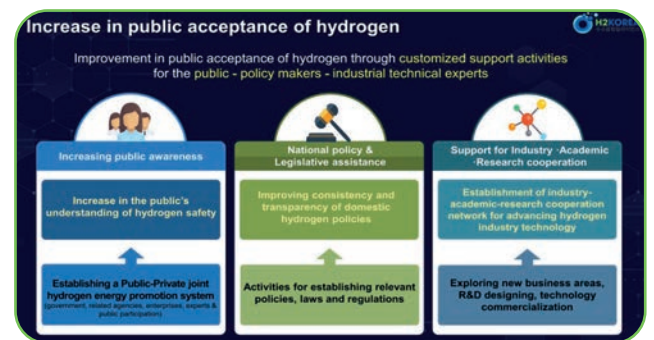 Increase in public acceptance of hydrogen
H2KOREA
Improvement in public acceptance of hydrogen through customized support activities
for the public - policy makers - industrial technical experts
Increasing public awareness
Increase in the public's
understanding of hydrogen safety
Establishing a Public-Private joint
hydrogen energy promotion system
(government, related agencies, enterprises, experts &
public participation)
National policy &
Legislative assistance
Improving consistency and
transparency of domestic
hydrogen policies
Activities for establishing relevant
policies, laws and regulations
Support for Industry ·Academic
·Research cooperation
Establishment of industry-
academic-research cooperation
network for advancing hydrogen
industry technology
Exploring new business areas,
R&D designing, technology
commercialization